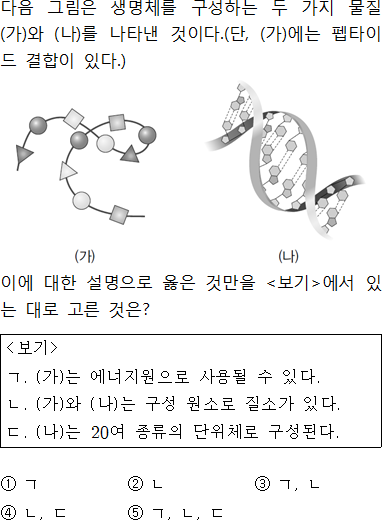 다음 그림은 생명체를 구성하는 두 가지 물질
(가)와 (나)를 나타낸 것이다.(단, (가)에는 펩타이
드 결합이 있다.)
(가)
(나)
이에 대한 설명으로 옳은 것만을 <보기>에서 있
는 대로 고른 것은?
<보기>
ㄱ. (가)는 에너지원으로 사용될 수 있다.
ㄴ. (가)와 (나)는 구성 원소로 질소가 있다.
ㄷ. (나)는 20여 종류의 단위체로 구성된다.
① ㄱ ② ㄴ ③ ㄱ, ㄴ
④ ㄴ, ㄷ ⑤ ㄱ, ㄴ, ㄷ